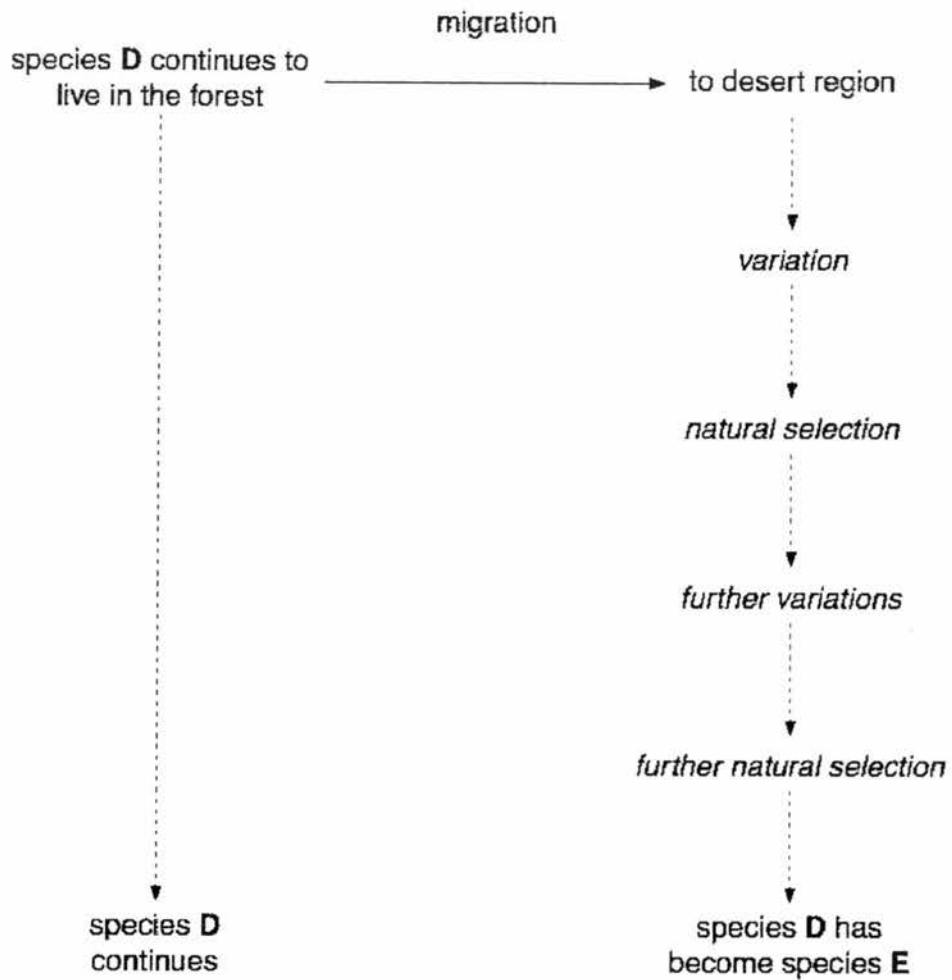 migration
species D continues to
live in the forest
to desert region
variation
natural selection
further variations
further natural selection
species D
continues
species D has
become species E